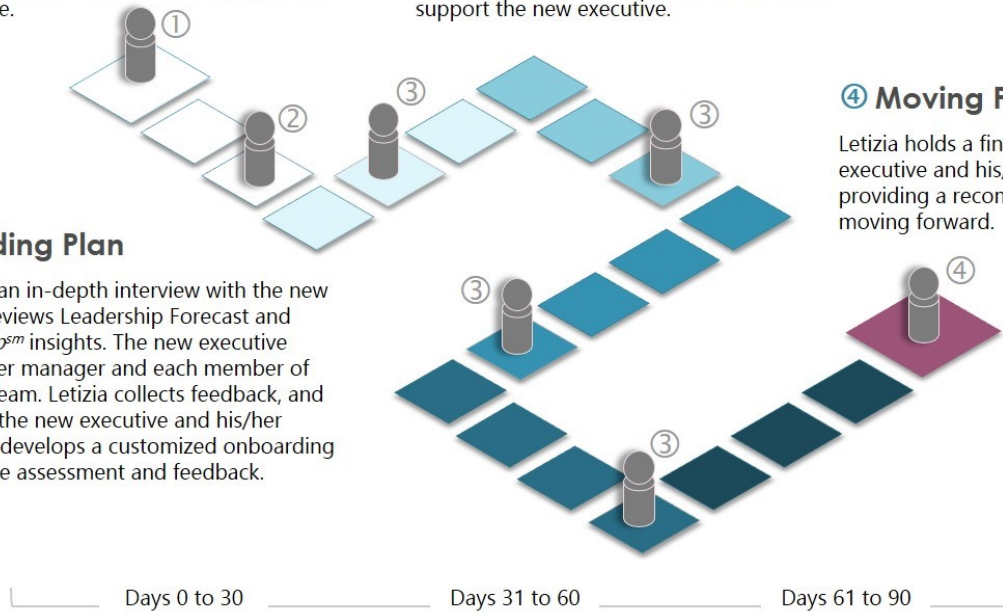 e.
support the new executive.
①
②
③
③
④ Moving
Letizia holds a fin
executive and his/
providing a recom
moving forward.
ding Plan
an in-depth interview with the new
eviews Leadership Forecast and
sm insights. The new executive
er manager and each member of
eam. Letizia collects feedback, and
the new executive and his/her
develops a customized onboarding
e assessment and feedback.
③
④
③
Days 0 to 30
Days 31 to 60
Days 61 to 90